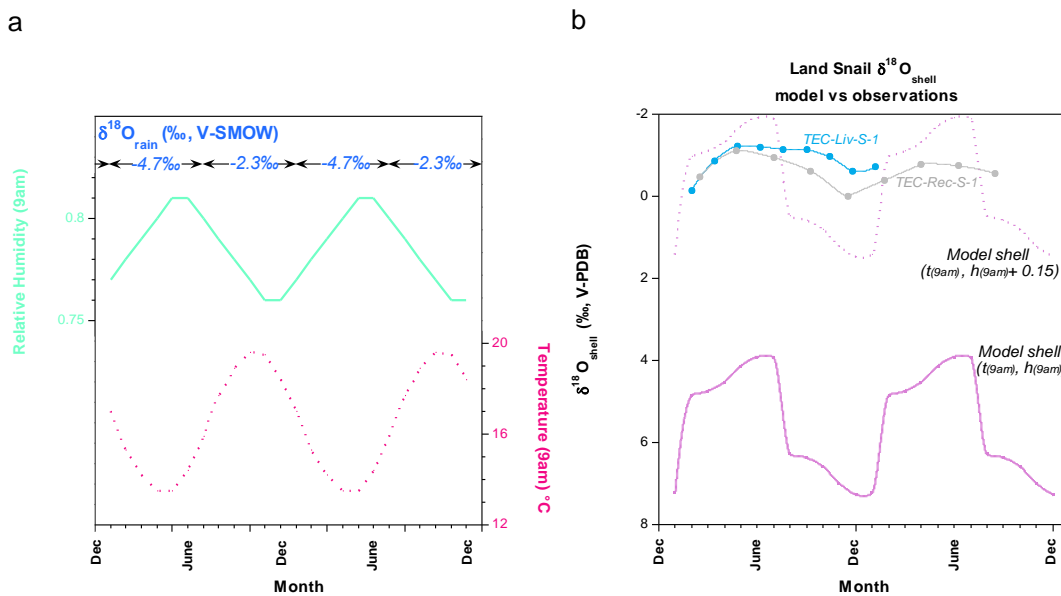 a
δ18Orain (‰, V-SMOW)
-4.7‰ -2.3‰ -4.7‰ -2.3‰
Relative Humidity (9am)
0.8
0.75
20
18
16
14
12
Temperature (9am) °C
Dec June Dec June Dec
Month
b
Land Snail δ18Oshell
model vs observations
-2
0
2
4
6
8
δ18Oshell (‰, V-PDB)
TEC-Liv-S-1
TEC-Rec-S-1
Model shell
(t(9am), h(9am)+ 0.15)
Model shell
(t(9am), h(9am)
Dec June Dec June Dec
Month